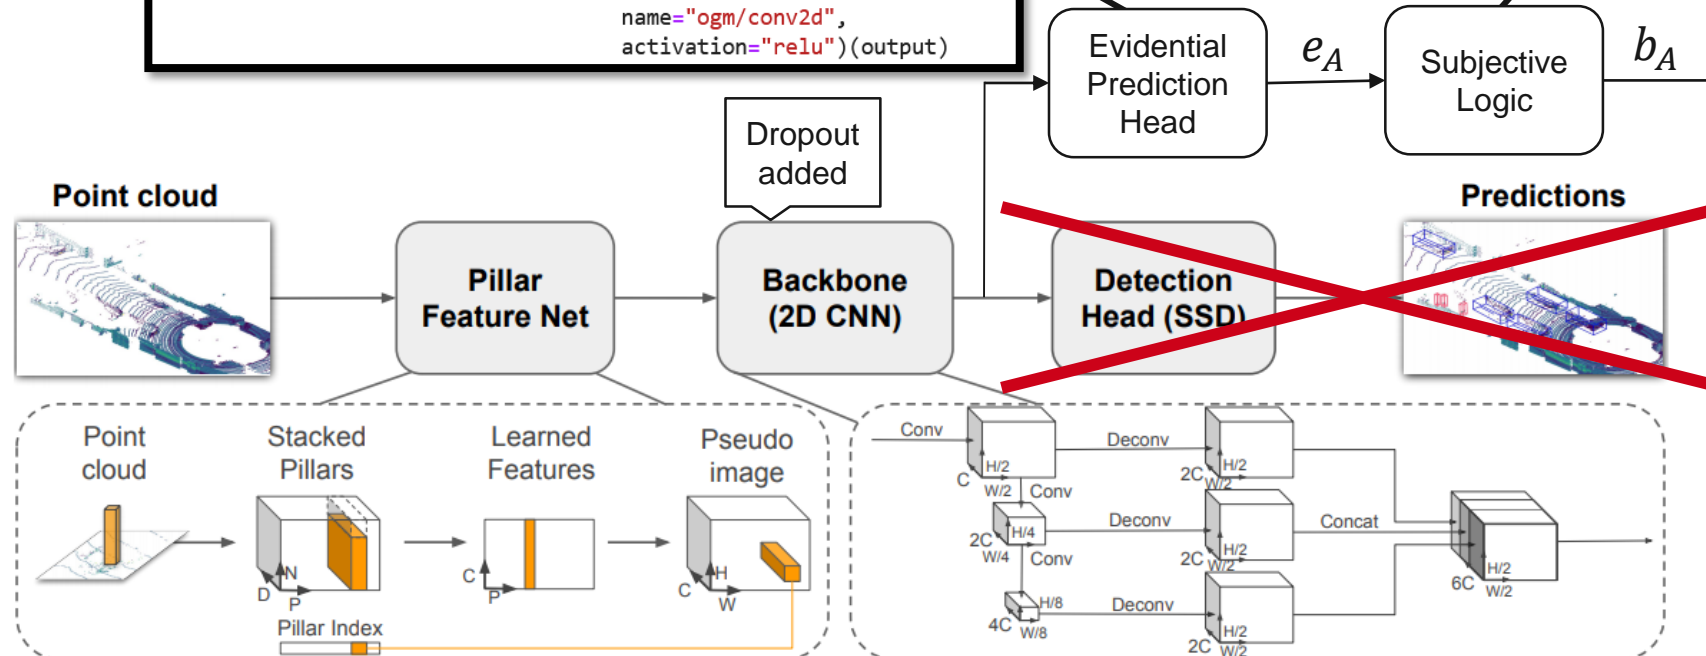 name="ogm/conv2d",
activation="relu")(output)
Evidential
Prediction
Head
e_A
Subjective
Logic
b_A
Dropout
added
Point cloud
Predictions
Pillar
Feature Net
Backbone
(2D CNN)
Detection
Head (SSD)
Point
cloud
Stacked
Pillars
Learned
Features
Pseudo
image
N
D
P
C
P
H
C
W
Pillar Index
Conv
H/2
C
W/2
Conv
H/4
2C
W/4
Conv
H/8
4C
W/8
Deconv
H/2
2C
W/2
Deconv
H/2
2C
W/2
Deconv
H/2
2C
W/2
Concat
H/2
6C
W/2